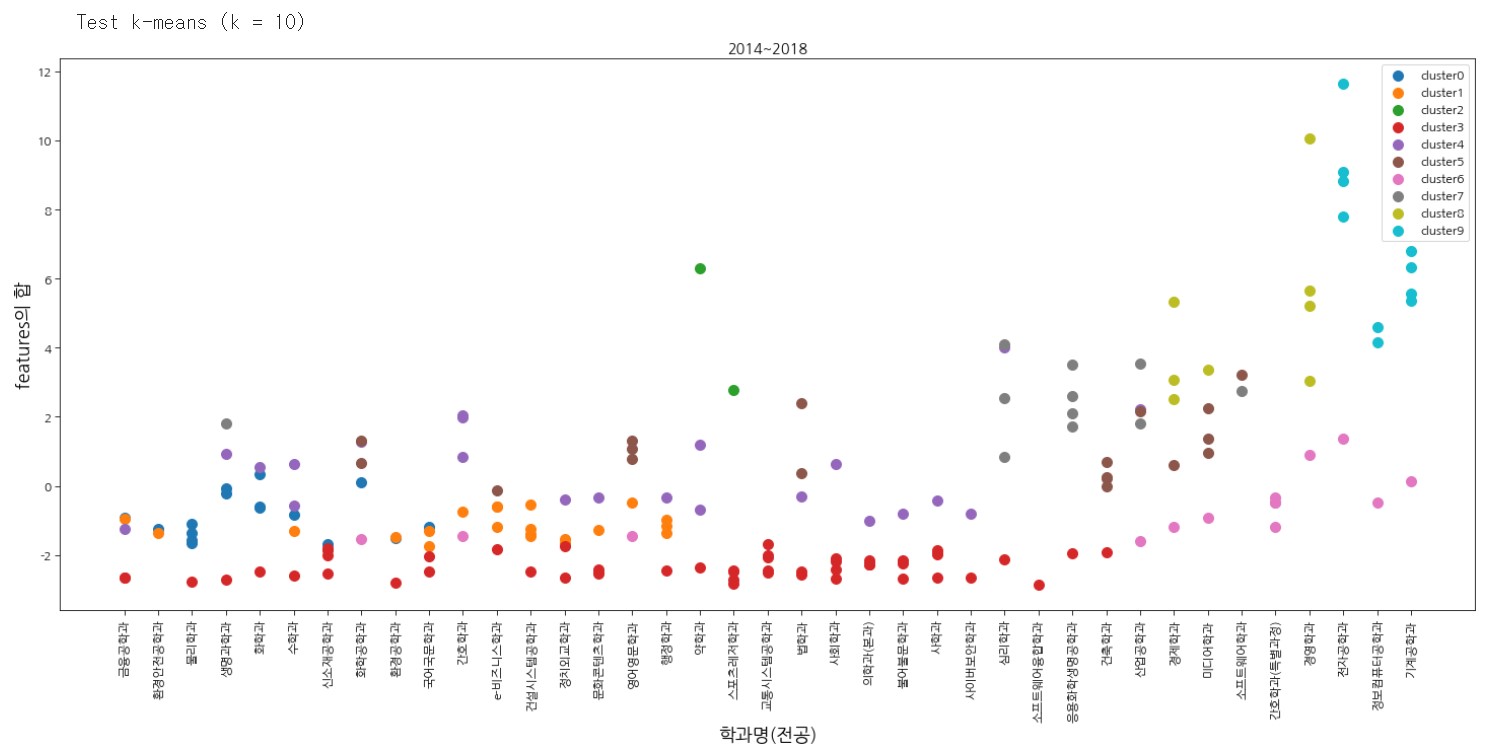 Test k-means (k = 10)
2014~2018
12
10
8
6
4
2
0
-2
features의 합
cluster0
cluster1
cluster2
cluster3
cluster4
cluster5
cluster6
cluster7
cluster8
cluster9
금융공학과
환경안전공학과
물리학과
생명과학과
화학과
수학과
신소재공학과
화학공학과
환경공학과
국어국문학과
간호학과
e-비즈니스학과
건설시스템공학과
정치외교학과
문화콘텐츠학과
영어영문학과
행정학과
약학과
스포츠레저학과
교통시스템공학과
법학과
사회학과
의학과(본과)
불어불문학과
사학과
사이버보안학과
심리학과
소프트웨어융합학과
응용화학생명공학과
건축학과
산업공학과
경제학과
미디어학과
소프트웨어학과
간호학과(특별과정)
경영학과
전자공학과
정보컴퓨터공학과
기계공학과
학과명(전공)